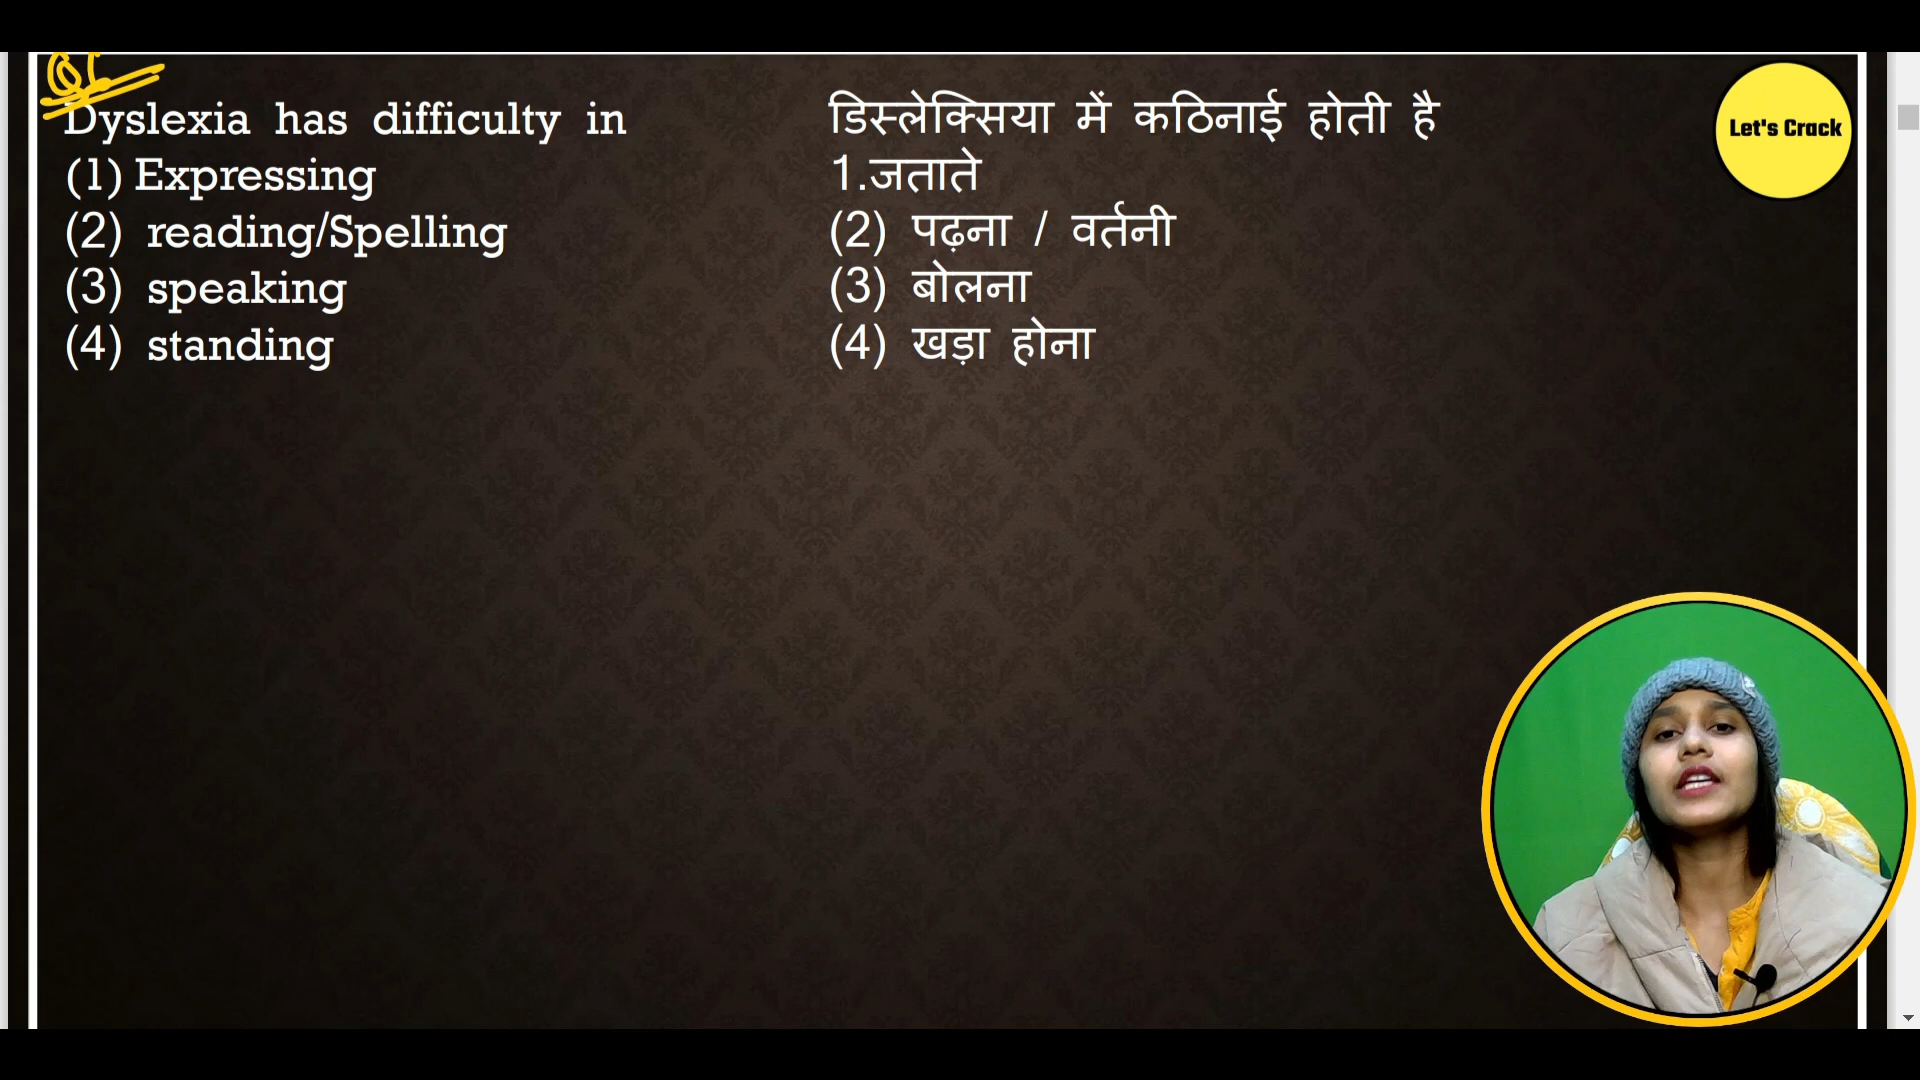 Q1
Dyslexia has difficulty in
(1) Expressing
(2) reading/Spelling
(3) speaking
(4) standing
डिस्लेक्सिया में कठिनाई होती है
1.जताते
(2) पढ़ना / वर्तनी
(3) बोलना
(4) खड़ा होना
Let's Crack